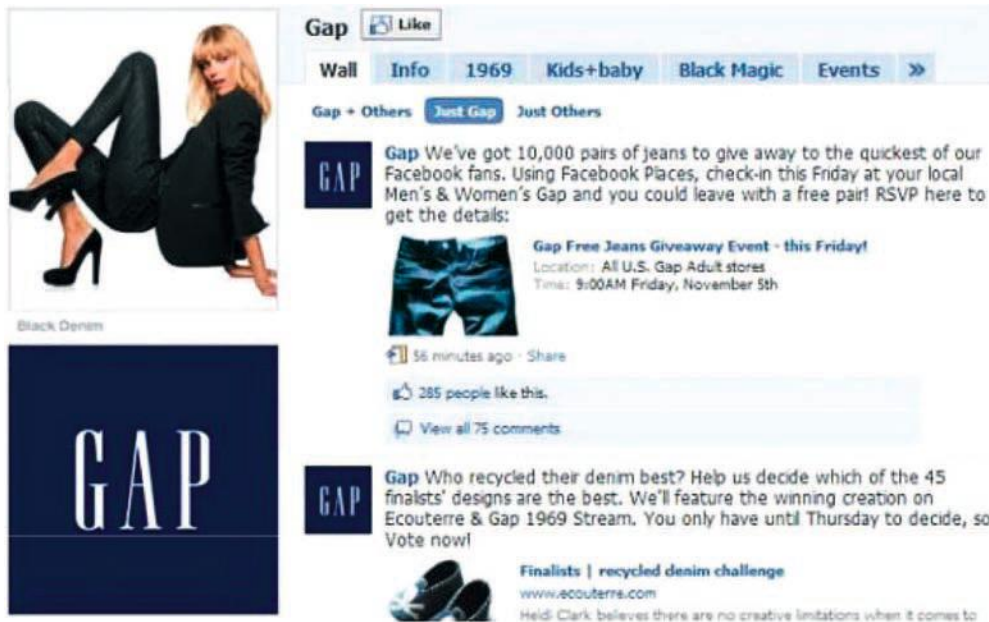 Gap Like
Wall Info 1969 Kids+baby Black Magic Events »
Gap + Others Just Gap Just Others
GAP
Gap We've got 10,000 pairs of jeans to give away to the quickest of our
Facebook fans. Using Facebook Places, check-in this Friday at your local
Men's & Women's Gap and you could leave with a free pair! RSVP here to
get the details:
Gap Free Jeans Giveaway Event - this Friday!
Location: All U.S. Gap Adult stores
Time: 9:00AM Friday, November 5th
Black Denim
56 minutes ago · Share
285 people like this.
View all 75 comments
GAP
GAP
Gap Who recycled their denim best? Help us decide which of the 45
finalists' designs are the best. We'll feature the winning creation on
Ecouterre & Gap 1969 Stream. You only have until Thursday to decide, so
Vote now!
Finalists | recycled denim challenge
www.ecouterre.com
Heidi Clark believes there are no creative limitations when it comes to